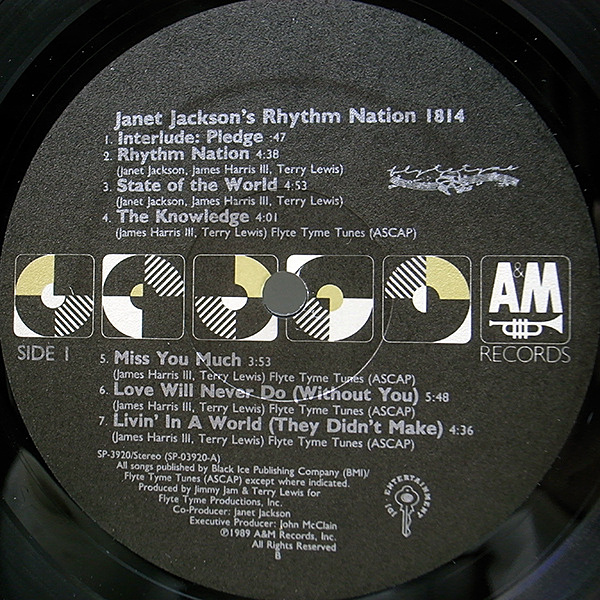 Janet Jackson's Rhythm Nation 1814
1. Interlude: Pledge :47
2. Rhythm Nation 4:38
(Janet Jackson, James Harris III, Terry Lewis)
3. State of the World 4:53
(Janet Jackson, James Harris III, Terry Lewis)
4. The Knowledge 4:01
(James Harris III, Terry Lewis) Flyte Tyme Tunes (ASCAP)
flyte tyme
A&M
SIDE 1
RECORDS
5. Miss You Much 3:53
(James Harris III, Terry Lewis) Flyte Tyme Tunes (ASCAP)
6. Love Will Never Do (Without You) 5:48
(James Harris III, Terry Lewis) Flyte Tyme Tunes (ASCAP)
7. Livin' In A World (They Didn't Make) 4:36
(James Harris III, Terry Lewis) Flyte Tyme Tunes (ASCAP)
SP-3920/Stereo (SP-03920-A)
All songs published by Black Ice Publishing Company (BMI)/
Flyte Tyme Tunes (ASCAP) except where indicated.
Produced by Jimmy Jam & Terry Lewis for
Flyte Tyme Productions, Inc.
Co-Producer: Janet Jackson
Executive Producer: John McClain
℗1989 A&M Records, Inc.
All Rights Reserved
B
ENTERTAINMENT